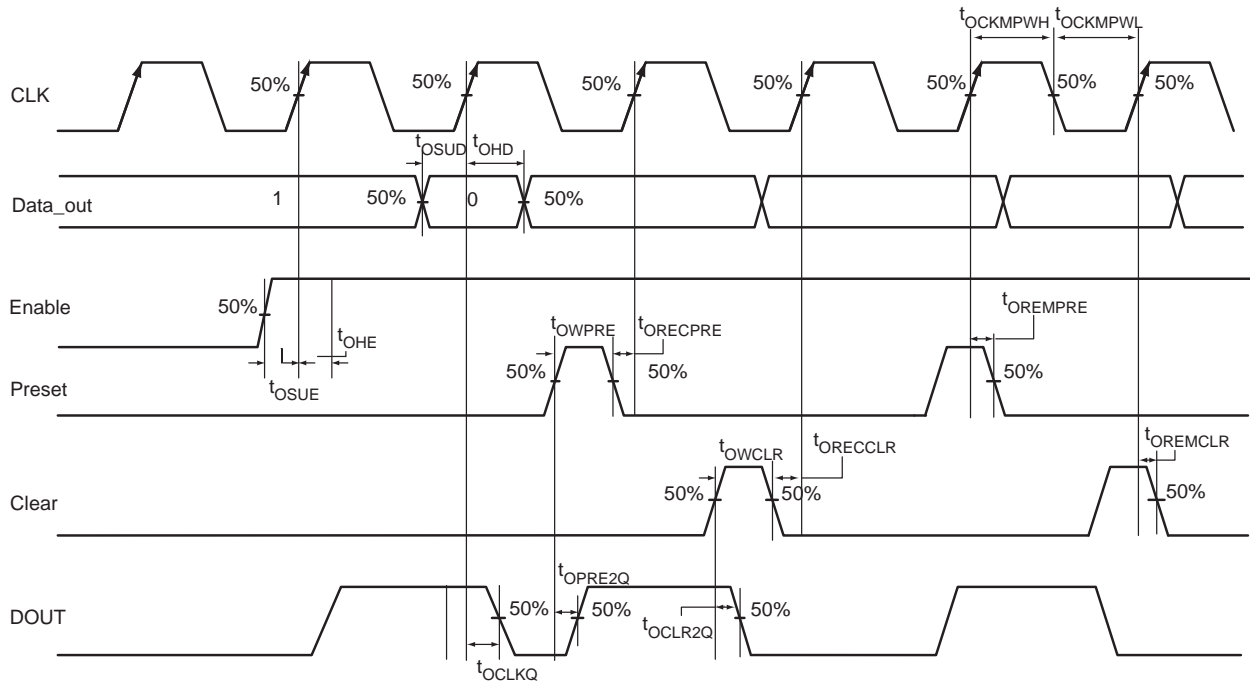 tOCKMPWH tOCKMPWL
CLK 50% 50% 50% 50% 50% 50% 50%
tOSUD tOHD
Data_out 1 50% 0 50%
Enable 50%
tOHE
tOSUE
tOWPRE tORECPRE tOREMPRE
Preset 50% 50% 50%
tOWCLR tORECCLR tOREMCLR
Clear 50% 50% 50%
tOPRE2Q
DOUT 50% 50% tOCLR2Q 50%
tOCLKQ